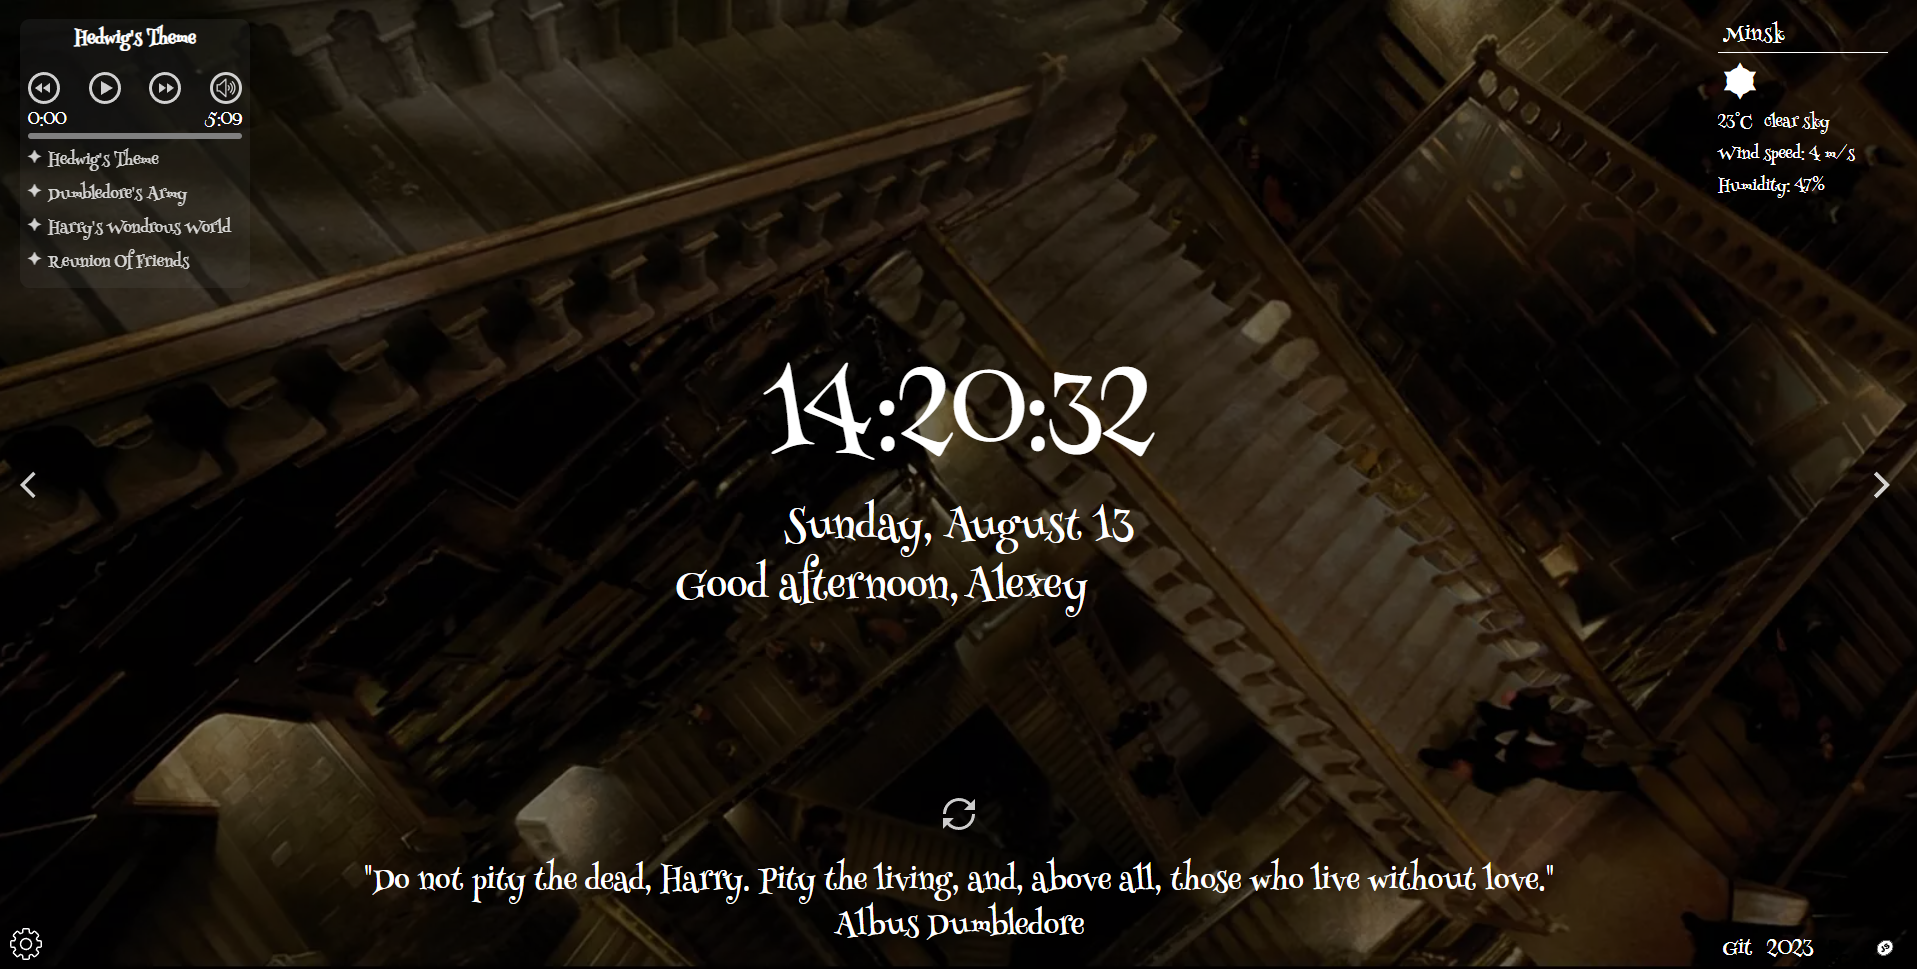 Hedwig's Theme
0:00 5:09
Hedwig's Theme
Dumbledore's Army
Harry's Wondrous World
Reunion Of Friends
Minsk
23°C clear sky
Wind speed: 4 m/s
Humidity: 47%
14:20:32
Sunday, August 13
Good afternoon, Alexey
"Do not pity the dead, Harry. Pity the living, and, above all, those who live without love."
Albus Dumbledore
Git 2023